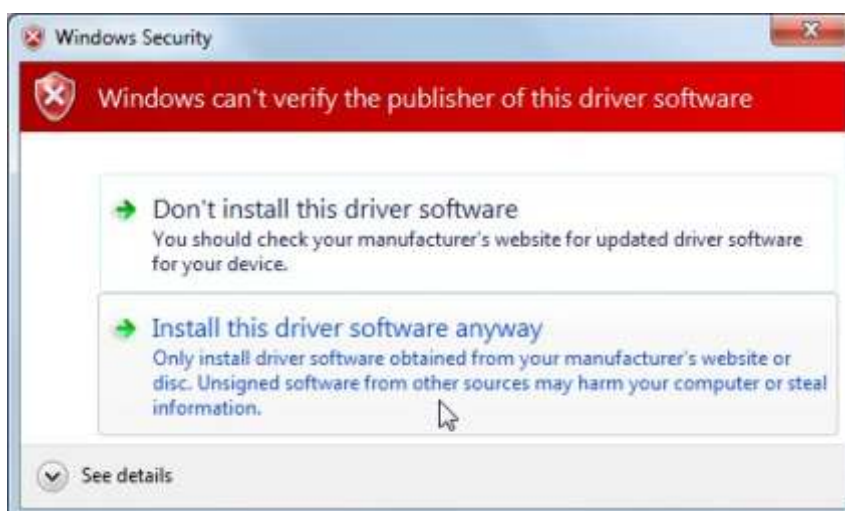 Windows Security
Windows can't verify the publisher of this driver software
Don't install this driver software
You should check your manufacturer's website for updated driver software
for your device.
Install this driver software anyway
Only install driver software obtained from your manufacturer's website or
disc. Unsigned software from other sources may harm your computer or steal
information.
See details